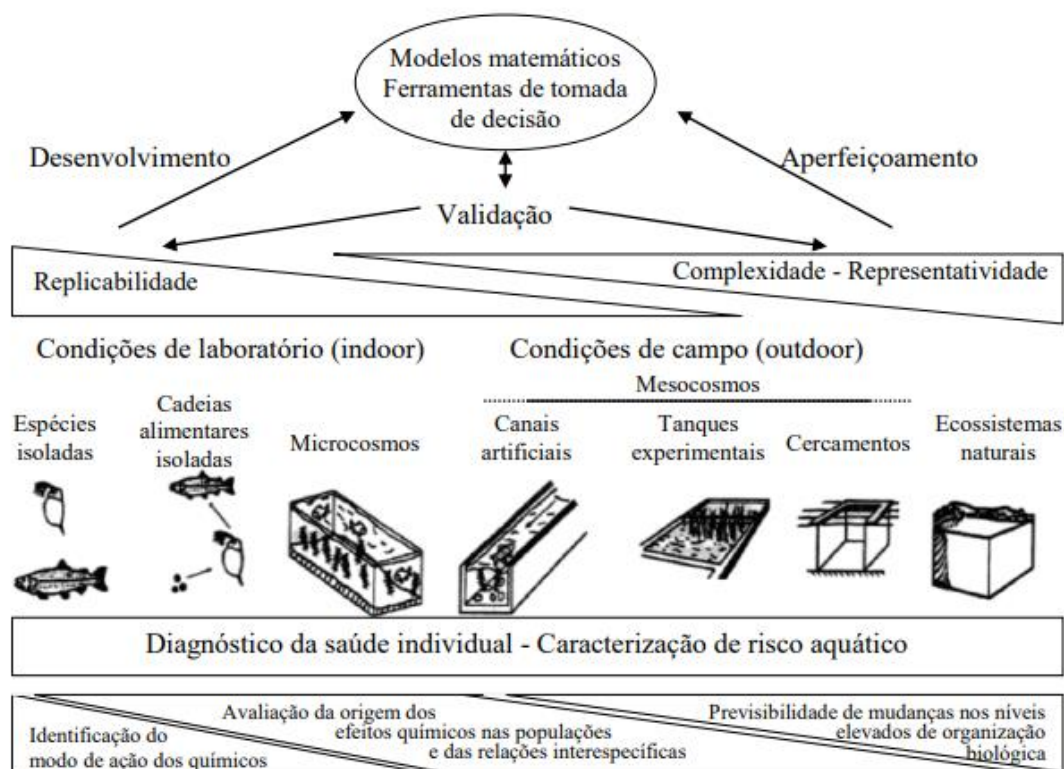 Modelos matemáticos
Ferramentas de tomada
de decisão
Desenvolvimento
Aperfeiçoamento
Validação
Replicabilidade
Complexidade - Representatividade
Condições de laboratório (indoor)
Condições de campo (outdoor)
Mesocosmos
Espécies
isoladas
Cadeias
alimentares
isoladas
Microcosmos
Canais
artificiais
Tanques
experimentais
Cercamentos
Ecossistemas
naturais
Diagnóstico da saúde individual - Caracterização de risco aquático
Identificação do
modo de ação dos químicos
Avaliação da origem dos
efeitos químicos nas populações
e das relações interespecíficas
Previsibilidade de mudanças nos níveis
elevados de organização
biológica